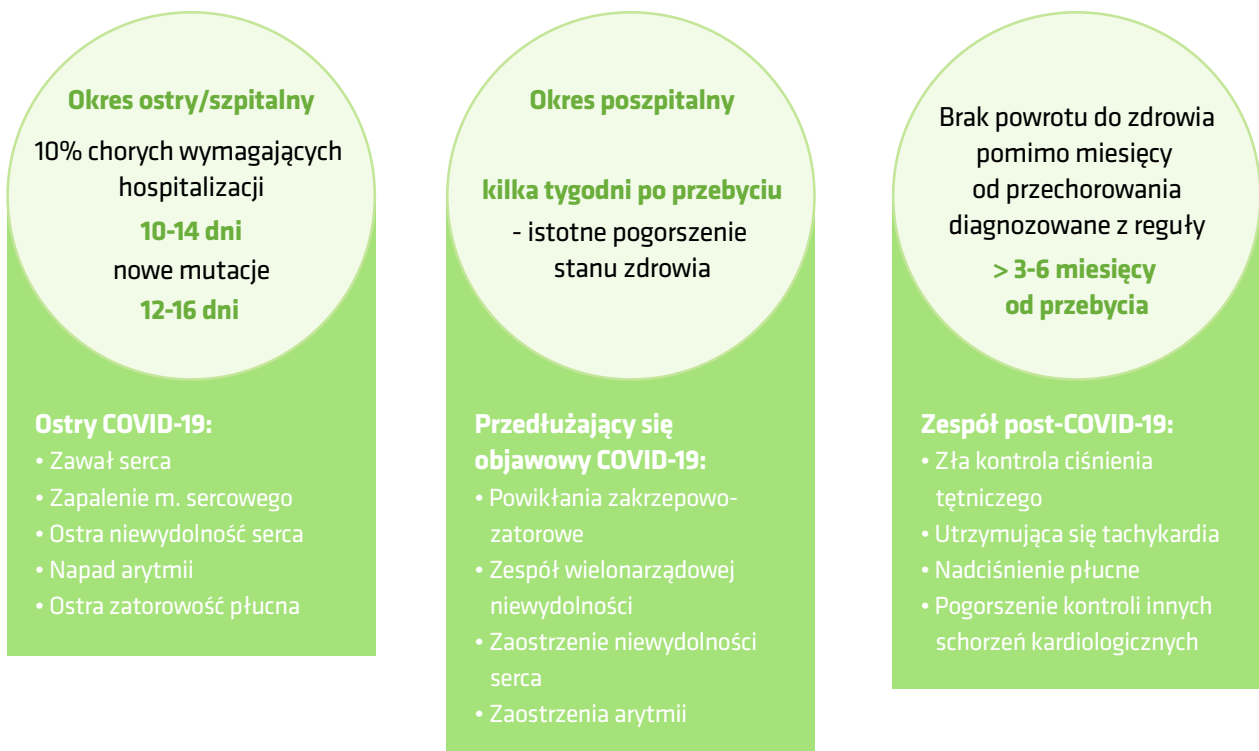 Okres ostry/szpitalny
10% chorych wymagających
hospitalizacji
10-14 dni
nowe mutacje
12-16 dni
Ostry COVID-19:
• Zawał serca
• Zapalenie m. sercowego
• Ostra niewydolność serca
• Napad arytmii
• Ostra zatorowość płucna
Okres poszpitalny
kilka tygodni po przebyciu
- istotne pogorszenie
stanu zdrowia
Przedłużający się
objawowy COVID-19:
• Powikłania zakrzepowo-
zatorowe
• Zespół wielonarządowej
niewydolności
• Zaostrzenie niewydolności
serca
• Zaostrzenia arytmii
Brak powrotu do zdrowia
pomimo miesięcy
od przechorowania
diagnozowane z reguły
> 3-6 miesięcy
od przebycia
Zespół post-COVID-19:
• Zła kontrola ciśnienia
tętniczego
• Utrzymująca się tachykardia
• Nadciśnienie płucne
• Pogorszenie kontroli innych
schorzeń kardiologicznych